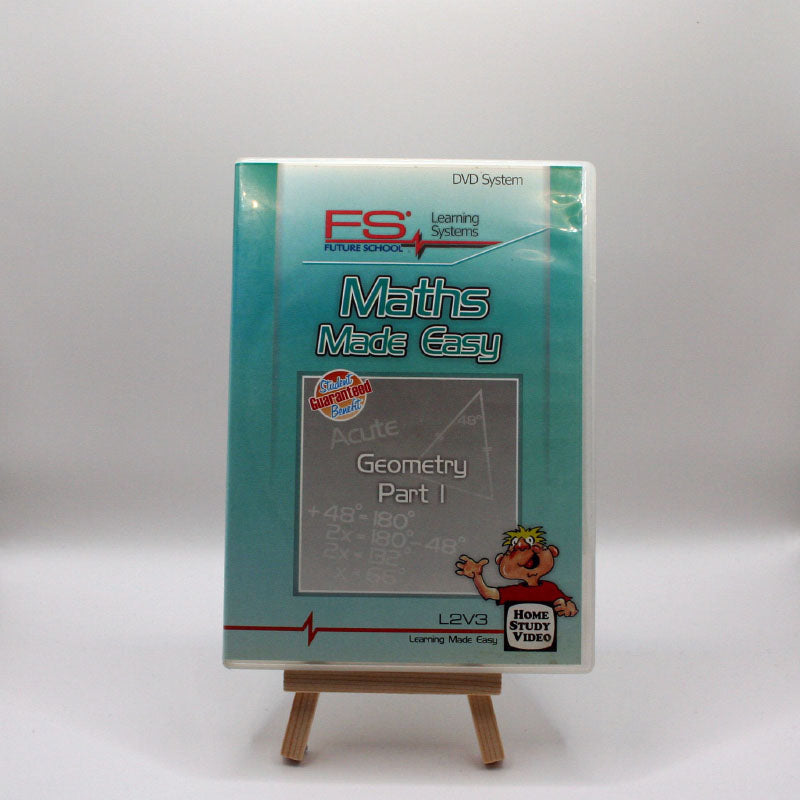 DVD System
FS Learning
Systems
FUTURE SCHOOL
Maths
Made Easy
Student
Guaranteed
Benefit
48°
Acute
Geometry
Part 1
+48°=180°
2x=180°-48°
2x=132°
x=66°
L2V3
Learning Made Easy
HOME
STUDY
VIDEO